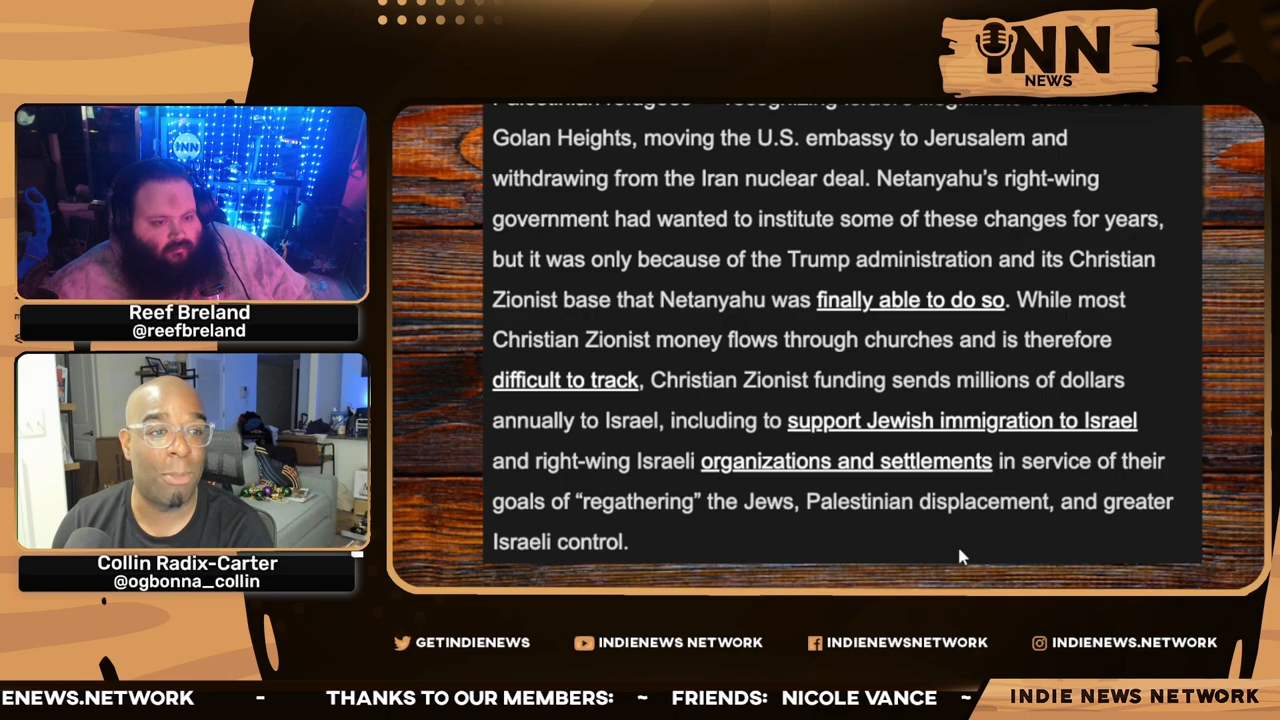 iNN
NEWS
INN
Reef Breland
@reefbreland
Collin Radix-Carter
@ogbonna_collin
Golan Heights, moving the U.S. embassy to Jerusalem and
withdrawing from the Iran nuclear deal. Netanyahu’s right-wing
government had wanted to institute some of these changes for years,
but it was only because of the Trump administration and its Christian
Zionist base that Netanyahu was finally able to do so. While most
Christian Zionist money flows through churches and is therefore
difficult to track, Christian Zionist funding sends millions of dollars
annually to Israel, including to support Jewish immigration to Israel
and right-wing Israeli organizations and settlements in service of their
goals of “regathering” the Jews, Palestinian displacement, and greater
Israeli control.
GETINDIENEWS
INDIENEWS NETWORK
INDIENEWSNETWORK
INDIENEWS.NETWORK
ENEWS.NETWORK - THANKS TO OUR MEMBERS: ~ FRIENDS: NICOLE VANCE ~
INDIE NEWS NETWORK